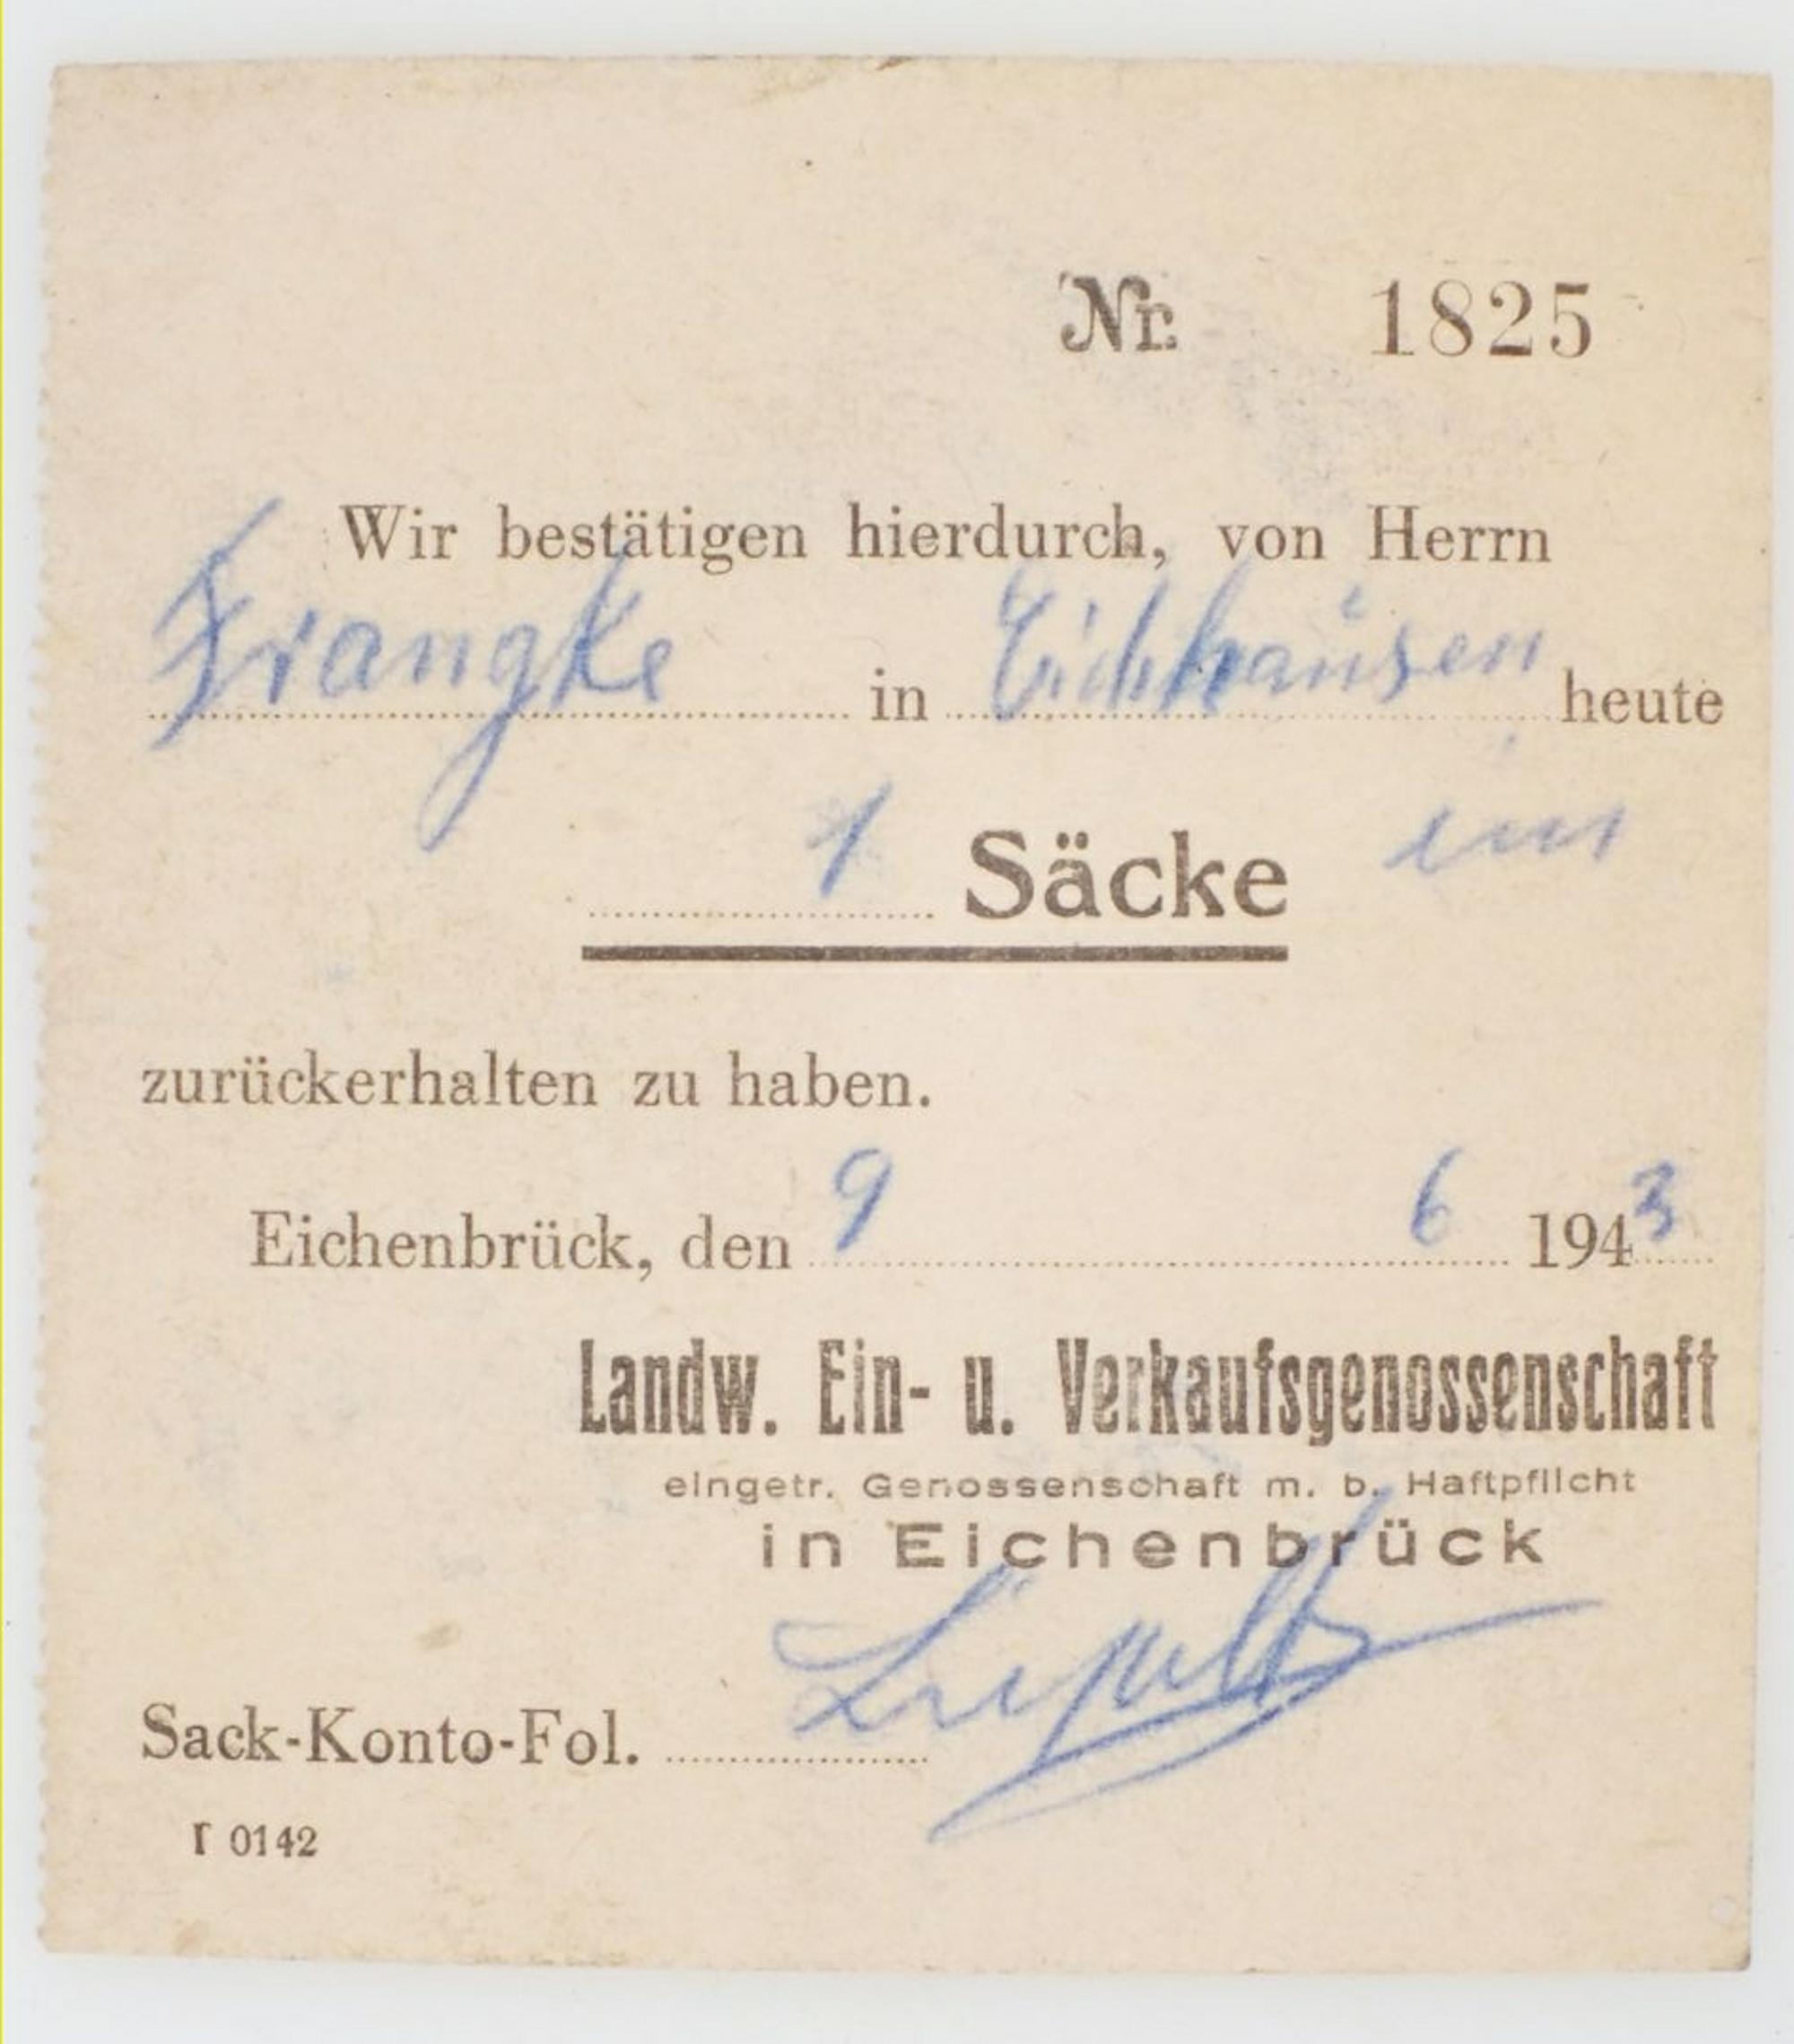 Nr. 1825
Wir bestätigen hierdurch, von Herrn
Frangke in Eichhausen heute
1 Säcke
zurückerhalten zu haben.
Eichenbrück, den 9 6 1943
Landw. Ein- u. Verkaufsgenossenschaft
eingetr. Genossenschaft m. b. Haftpflicht
in Eichenbrück
Sack-Konto-Fol.
r 0142